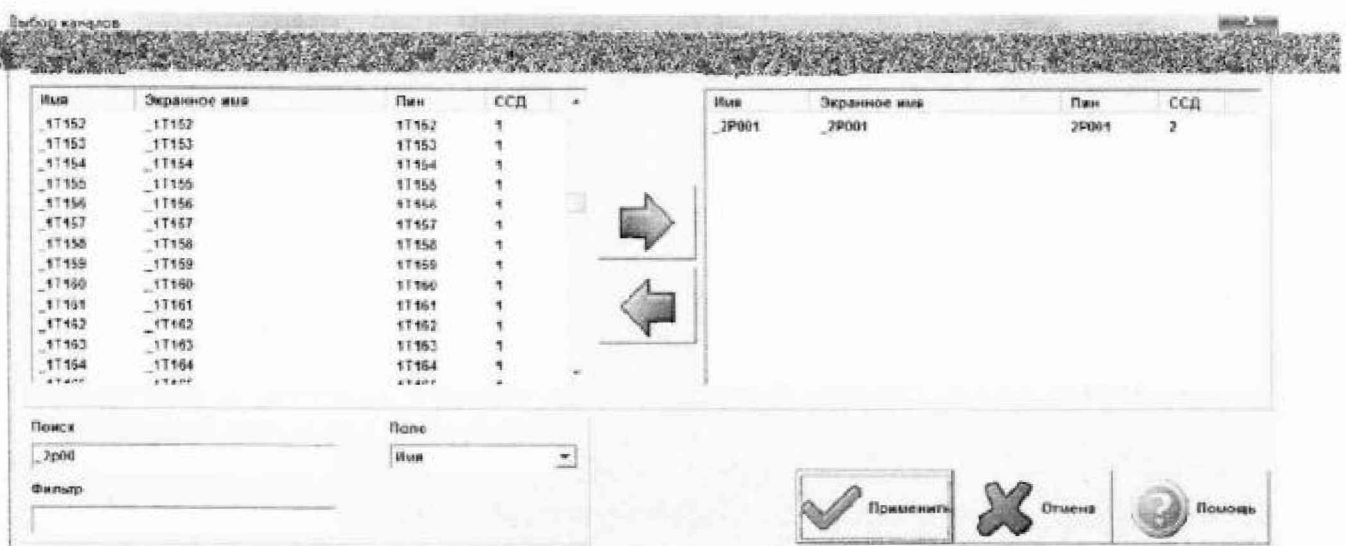 Выбор каналов
Имя Экранное имя Пин ССД
_1T152 _1T152 1T152 1
_1T153 _1T153 1T153 1
_1T154 _1T154 1T154 1
_1T155 _1T155 1T155 1
_1T156 _1T156 1T156 1
_1T157 _1T157 1T157 1
_1T158 _1T158 1T158 1
_1T159 _1T159 1T159 1
_1T160 _1T160 1T160 1
_1T161 _1T161 1T161 1
_1T162 _1T162 1T162 1
_1T163 _1T163 1T163 1
_1T164 _1T164 1T164 1
Имя Экранное имя Пин ССД
_2P001 _2P001 2P001 2
Поиск
_2p00
Поле
Имя
Фильтр
Применить
Отмена
Помощь